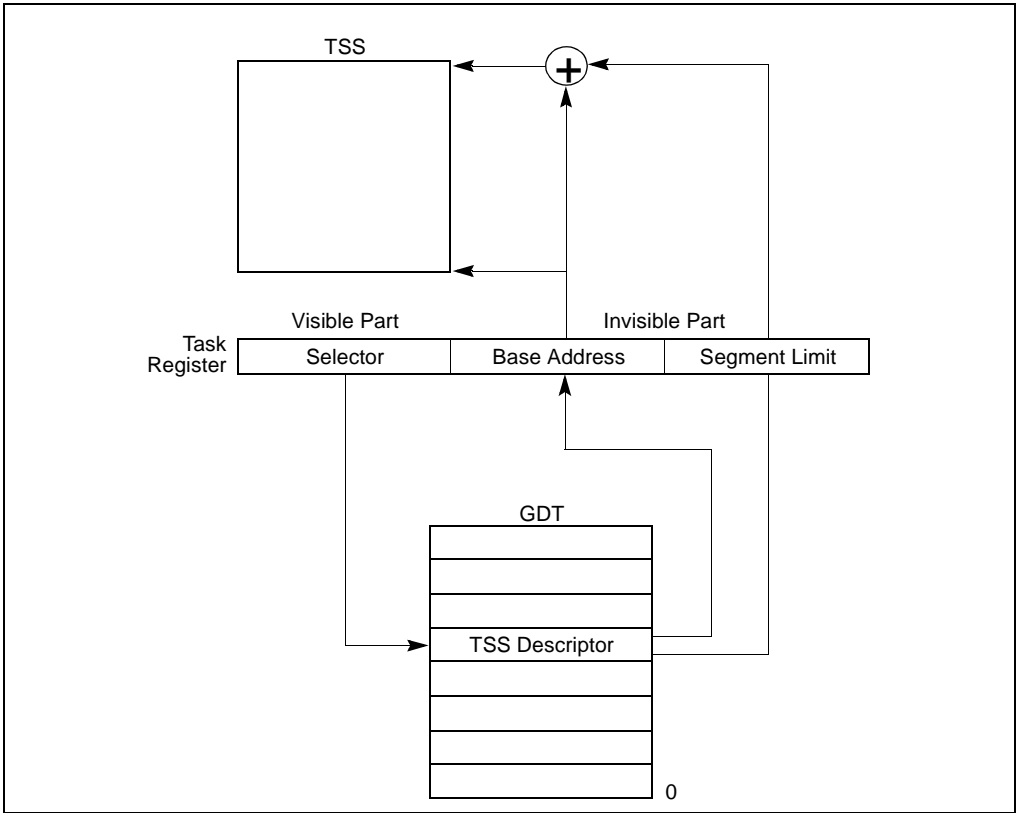 TSS
+
Visible Part
Invisible Part
Task
Register
Selector
Base Address
Segment Limit
GDT
TSS Descriptor
0